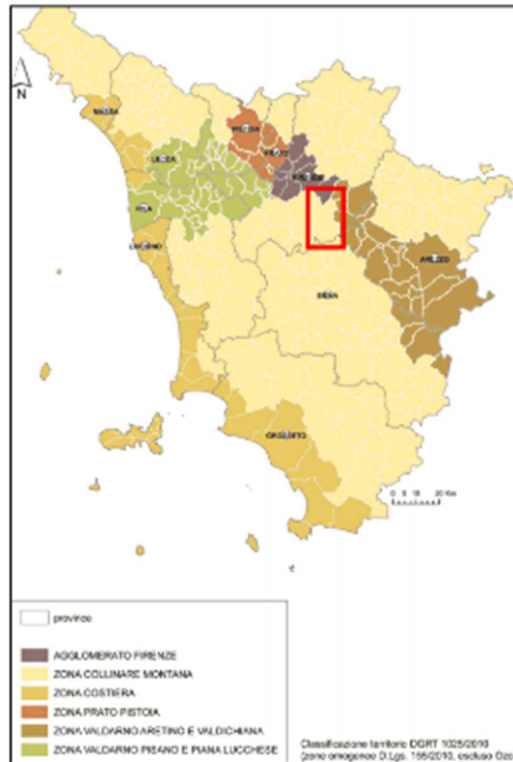 MASSA
PISTOIA
PRATO
LUCCA
FIRENZE
PISA
LIVORNO
AREZZO
SIENA
GROSSETO
N
0 5 10 20 Km
province
AGGLOMERATO FIRENZE
ZONA COLLINARE MONTANA
ZONA COSTIERA
ZONA PRATO PISTOIA
ZONA VALDARNO ARETINO E VALDICHIANA
ZONA VALDARNO PISANO E PIANA LUCCHESE
Classificazione territorio DGRT 1025/2010
(zone omogenee D.Lgs. 155/2010, escluso Ozo